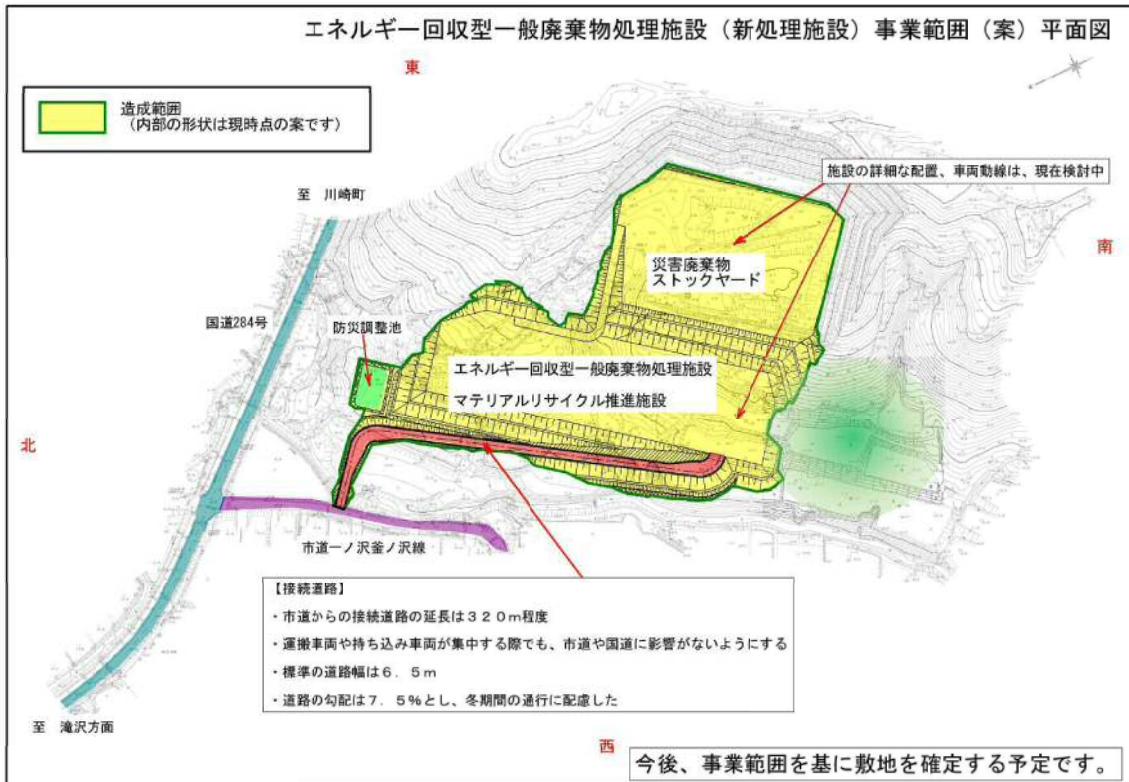 エネルギー回収型一般廃棄物処理施設（新処理施設）事業範囲（案）平面図
東
造成範囲
（内部の形状は現時点の案です）
施設の詳細な配置、車両動線は、現在検討中
至　川崎町
南
災害廃棄物
ストックヤード
国道284号
防災調整池
エネルギー回収型一般廃棄物処理施設
マテリアルリサイクル推進施設
北
市道一ノ沢釜ノ沢線
【接続道路】
・市道からの接続道路の延長は３２０ｍ程度
・運搬車両や持ち込み車両が集中する際でも、市道や国道に影響がないようにする
・標準の道路幅は６．５ｍ
・道路の勾配は７．５％とし、冬期間の通行に配慮した
至　滝沢方面
西
今後、事業範囲を基に敷地を確定する予定です。